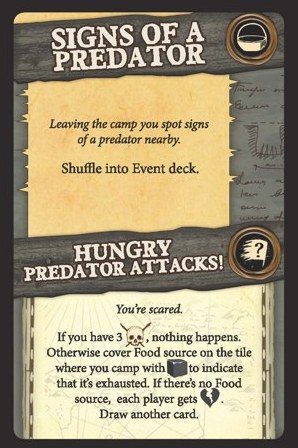 SIGNS OF A
PREDATOR
Leaving the camp you spot signs
of a predator nearby.
Shuffle into Event deck.
HUNGRY
PREDATOR ATTACKS!
?
You're scared.
If you have 3 , nothing happens.
Otherwise cover Food source on the tile
where you camp with to indicate
that it's exhausted. If there's no Food
source, each player gets .
Draw another card.